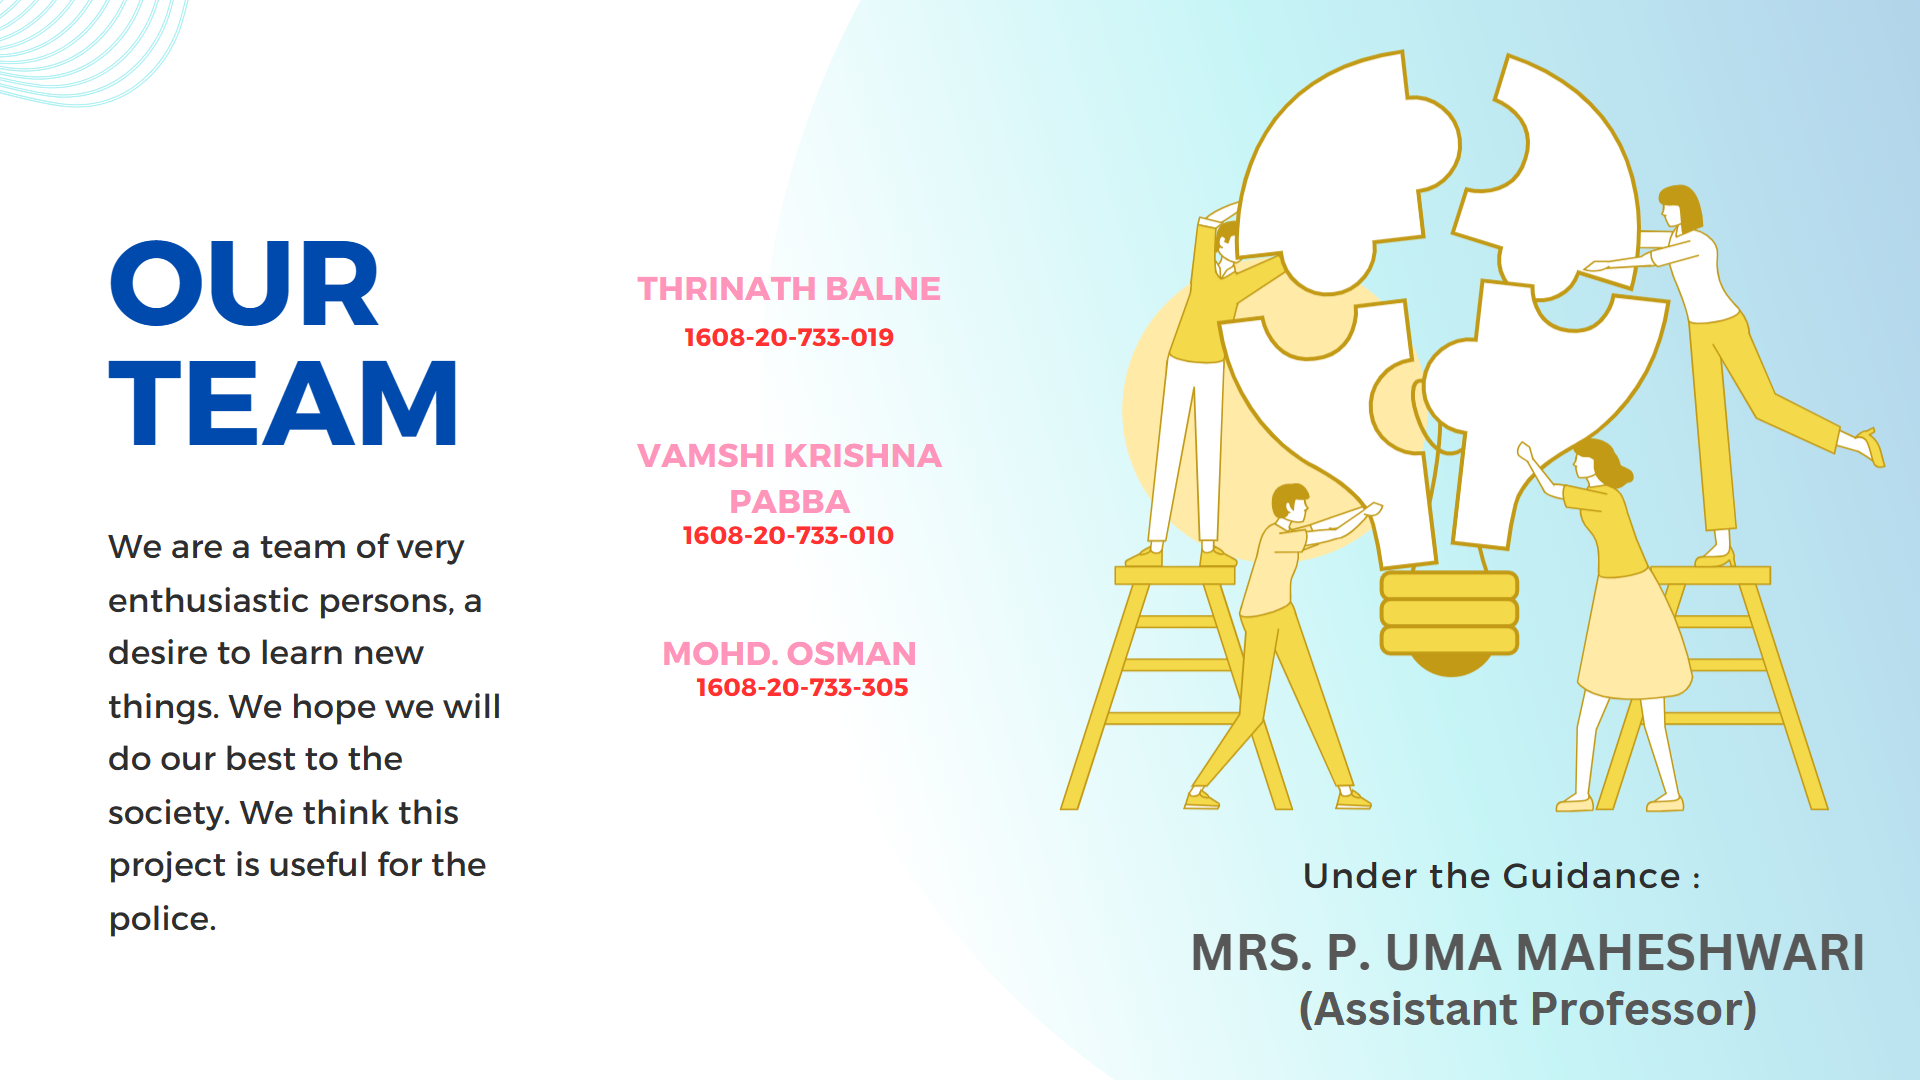 OUR
TEAM
We are a team of very
enthusiastic persons, a
desire to learn new
things. We hope we will
do our best to the
society. We think this
project is useful for the
police.
THRINATH BALNE
1608-20-733-019
VAMSHI KRISHNA
PABBA
1608-20-733-010
MOHD. OSMAN
1608-20-733-305
Under the Guidance :
MRS. P. UMA MAHESHWARI
(Assistant Professor)